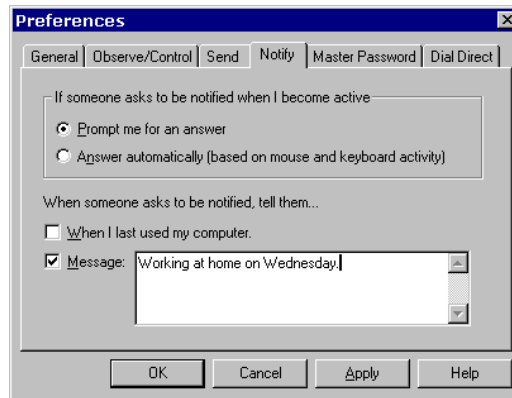 Preferences
General Observe/Control Send Notify Master Password Dial Direct
If someone asks to be notified when I become active
Prompt me for an answer
Answer automatically (based on mouse and keyboard activity)
When someone asks to be notified, tell them...
When I last used my computer.
Message: Working at home on Wednesday.
OK Cancel Apply Help